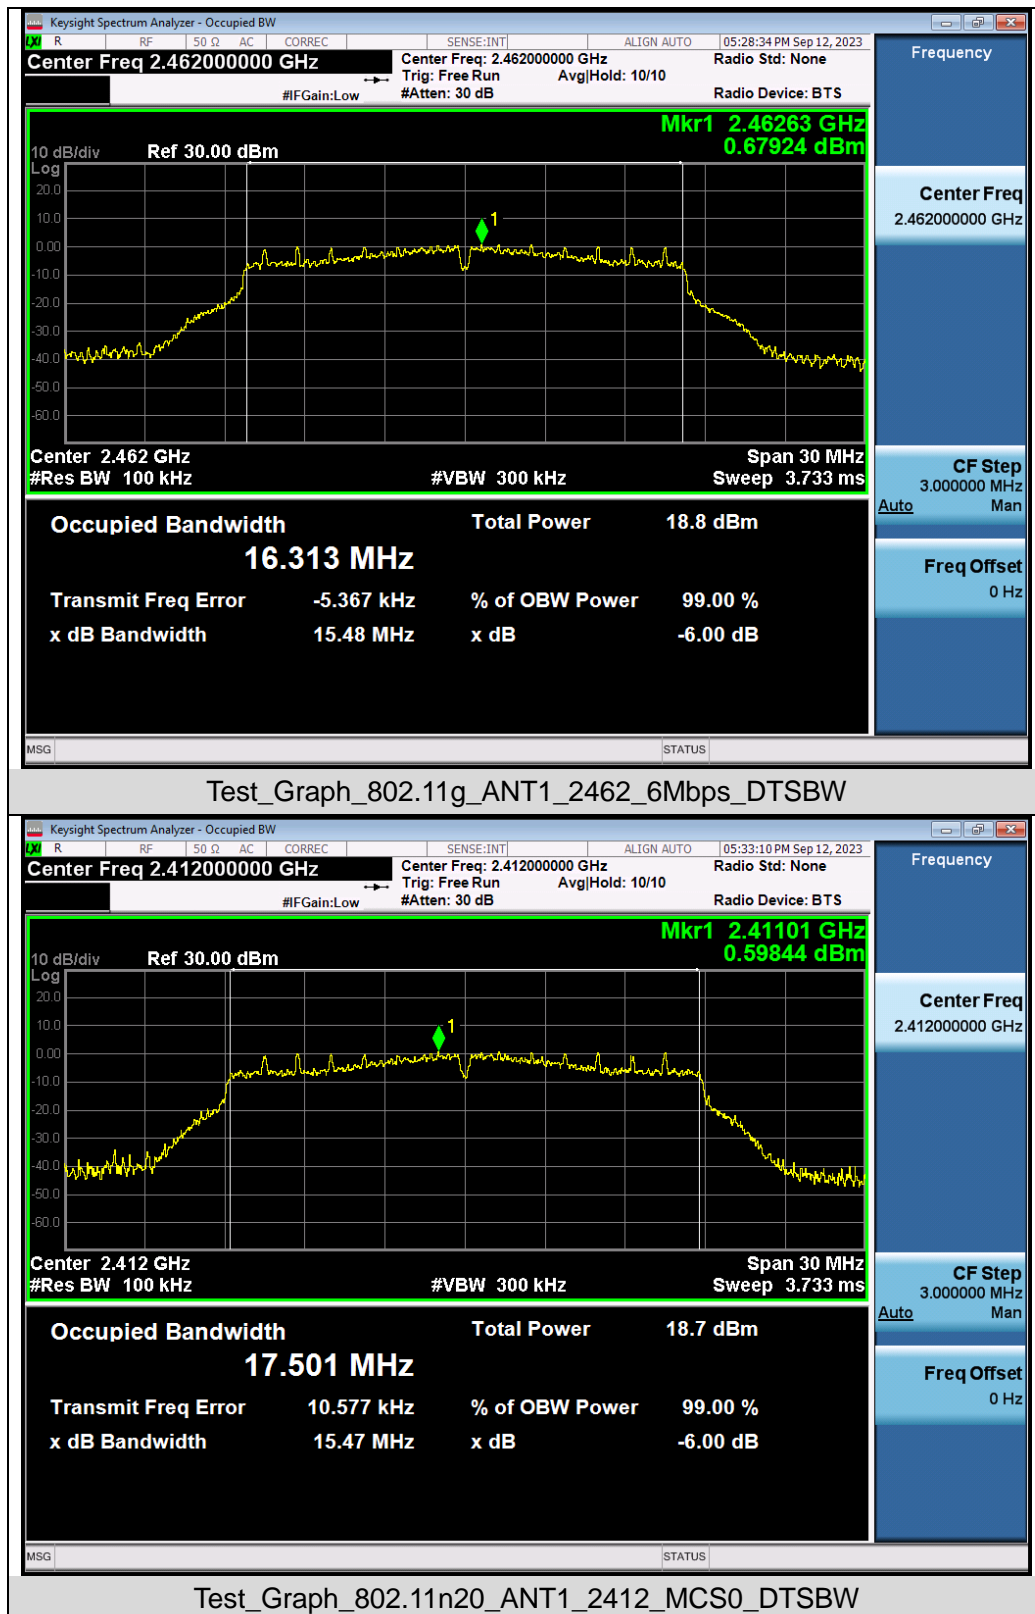 Keysight Spectrum Analyzer - Occupied BW
LXI R RF 50 Ω AC CORREC SENSE:INT ALIGN AUTO 05:28:34 PM Sep 12, 2023
Center Freq 2.462000000 GHz
Center Freq: 2.462000000 GHz
Radio Std: None
Trig: Free Run Avg|Hold: 10/10
#IFGain:Low
#Atten: 30 dB
Radio Device: BTS
Frequency
Mkr1 2.46263 GHz
0.67924 dBm
10 dB/div Ref 30.00 dBm
Log
20.0
10.0
0.00
-10.0
-20.0
-30.0
-40.0
-50.0
-60.0
1
Center 2.462 GHz
Span 30 MHz
#Res BW 100 kHz
#VBW 300 kHz
Sweep 3.733 ms
Center Freq
2.462000000 GHz
CF Step
3.000000 MHz
Auto Man
Freq Offset
0 Hz
Occupied Bandwidth
Total Power 18.8 dBm
16.313 MHz
Transmit Freq Error -5.367 kHz % of OBW Power 99.00 %
x dB Bandwidth 15.48 MHz x dB -6.00 dB
MSG STATUS
Test_Graph_802.11g_ANT1_2462_6Mbps_DTSBW
Keysight Spectrum Analyzer - Occupied BW
LXI R RF 50 Ω AC CORREC SENSE:INT ALIGN AUTO 05:33:10 PM Sep 12, 2023
Center Freq 2.412000000 GHz
Center Freq: 2.412000000 GHz
Radio Std: None
Trig: Free Run Avg|Hold: 10/10
#IFGain:Low
#Atten: 30 dB
Radio Device: BTS
Frequency
Mkr1 2.41101 GHz
0.59844 dBm
10 dB/div Ref 30.00 dBm
Log
20.0
10.0
0.00
-10.0
-20.0
-30.0
-40.0
-50.0
-60.0
1
Center 2.412 GHz
Span 30 MHz
#Res BW 100 kHz
#VBW 300 kHz
Sweep 3.733 ms
Center Freq
2.412000000 GHz
CF Step
3.000000 MHz
Auto Man
Freq Offset
0 Hz
Occupied Bandwidth
Total Power 18.7 dBm
17.501 MHz
Transmit Freq Error 10.577 kHz % of OBW Power 99.00 %
x dB Bandwidth 15.47 MHz x dB -6.00 dB
MSG STATUS
Test_Graph_802.11n20_ANT1_2412_MCS0_DTSBW